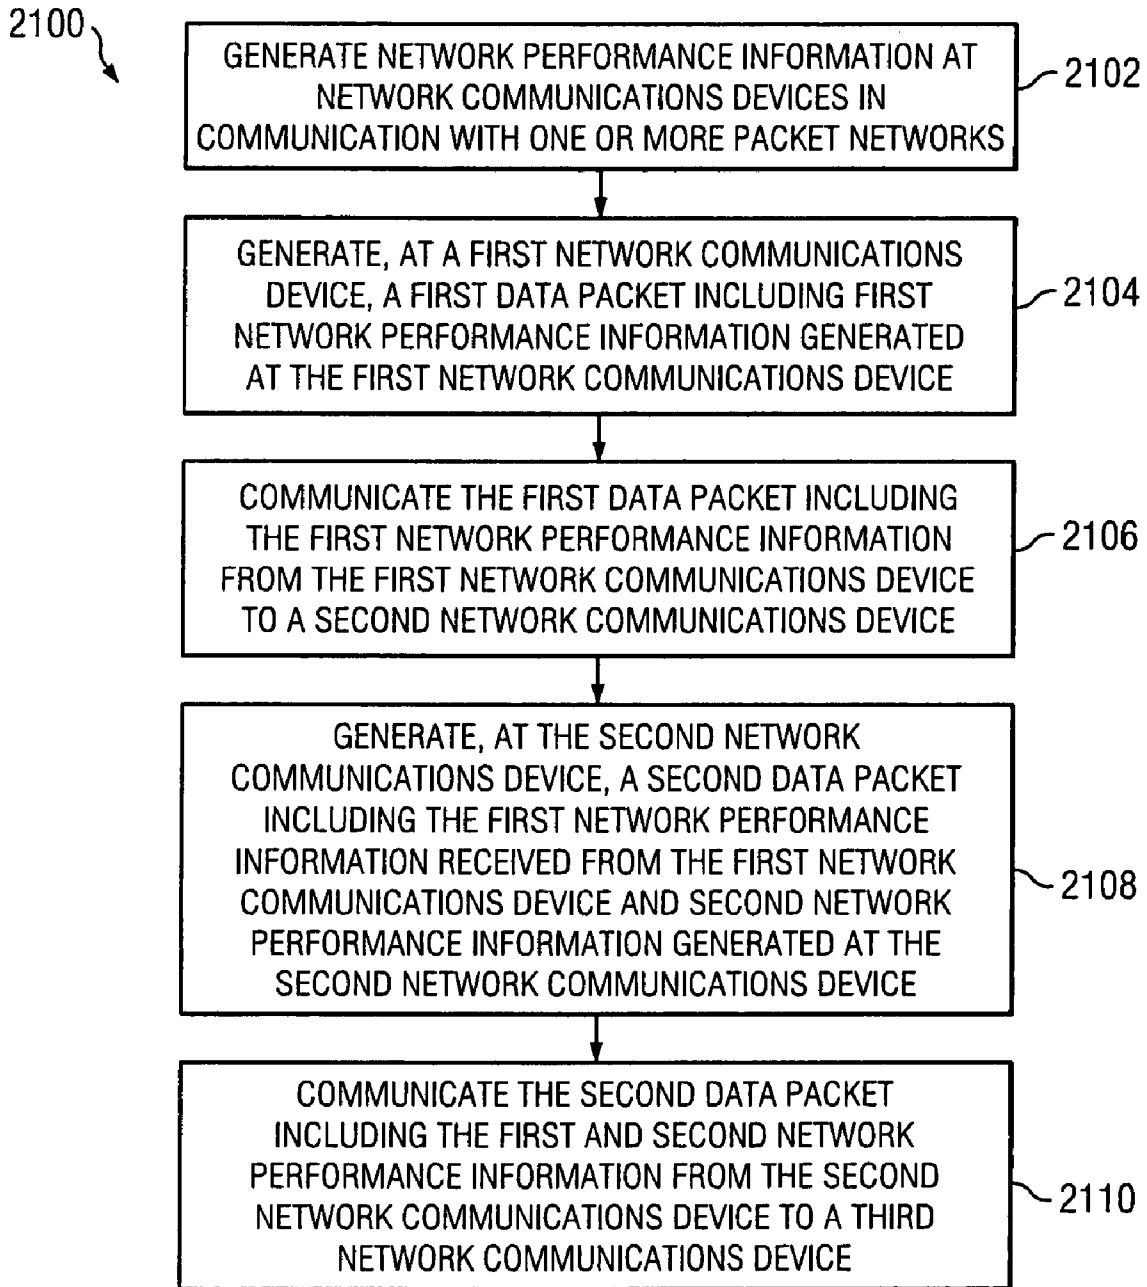 2100
GENERATE NETWORK PERFORMANCE INFORMATION AT
NETWORK COMMUNICATIONS DEVICES IN
COMMUNICATION WITH ONE OR MORE PACKET NETWORKS
2102
GENERATE, AT A FIRST NETWORK COMMUNICATIONS
DEVICE, A FIRST DATA PACKET INCLUDING FIRST
NETWORK PERFORMANCE INFORMATION GENERATED
AT THE FIRST NETWORK COMMUNICATIONS DEVICE
2104
COMMUNICATE THE FIRST DATA PACKET INCLUDING
THE FIRST NETWORK PERFORMANCE INFORMATION
FROM THE FIRST NETWORK COMMUNICATIONS DEVICE
TO A SECOND NETWORK COMMUNICATIONS DEVICE
2106
GENERATE, AT THE SECOND NETWORK
COMMUNICATIONS DEVICE, A SECOND DATA PACKET
INCLUDING THE FIRST NETWORK PERFORMANCE
INFORMATION RECEIVED FROM THE FIRST NETWORK
COMMUNICATIONS DEVICE AND SECOND NETWORK
PERFORMANCE INFORMATION GENERATED AT THE
SECOND NETWORK COMMUNICATIONS DEVICE
2108
COMMUNICATE THE SECOND DATA PACKET
INCLUDING THE FIRST AND SECOND NETWORK
PERFORMANCE INFORMATION FROM THE SECOND
NETWORK COMMUNICATIONS DEVICE TO A THIRD
NETWORK COMMUNICATIONS DEVICE
2110